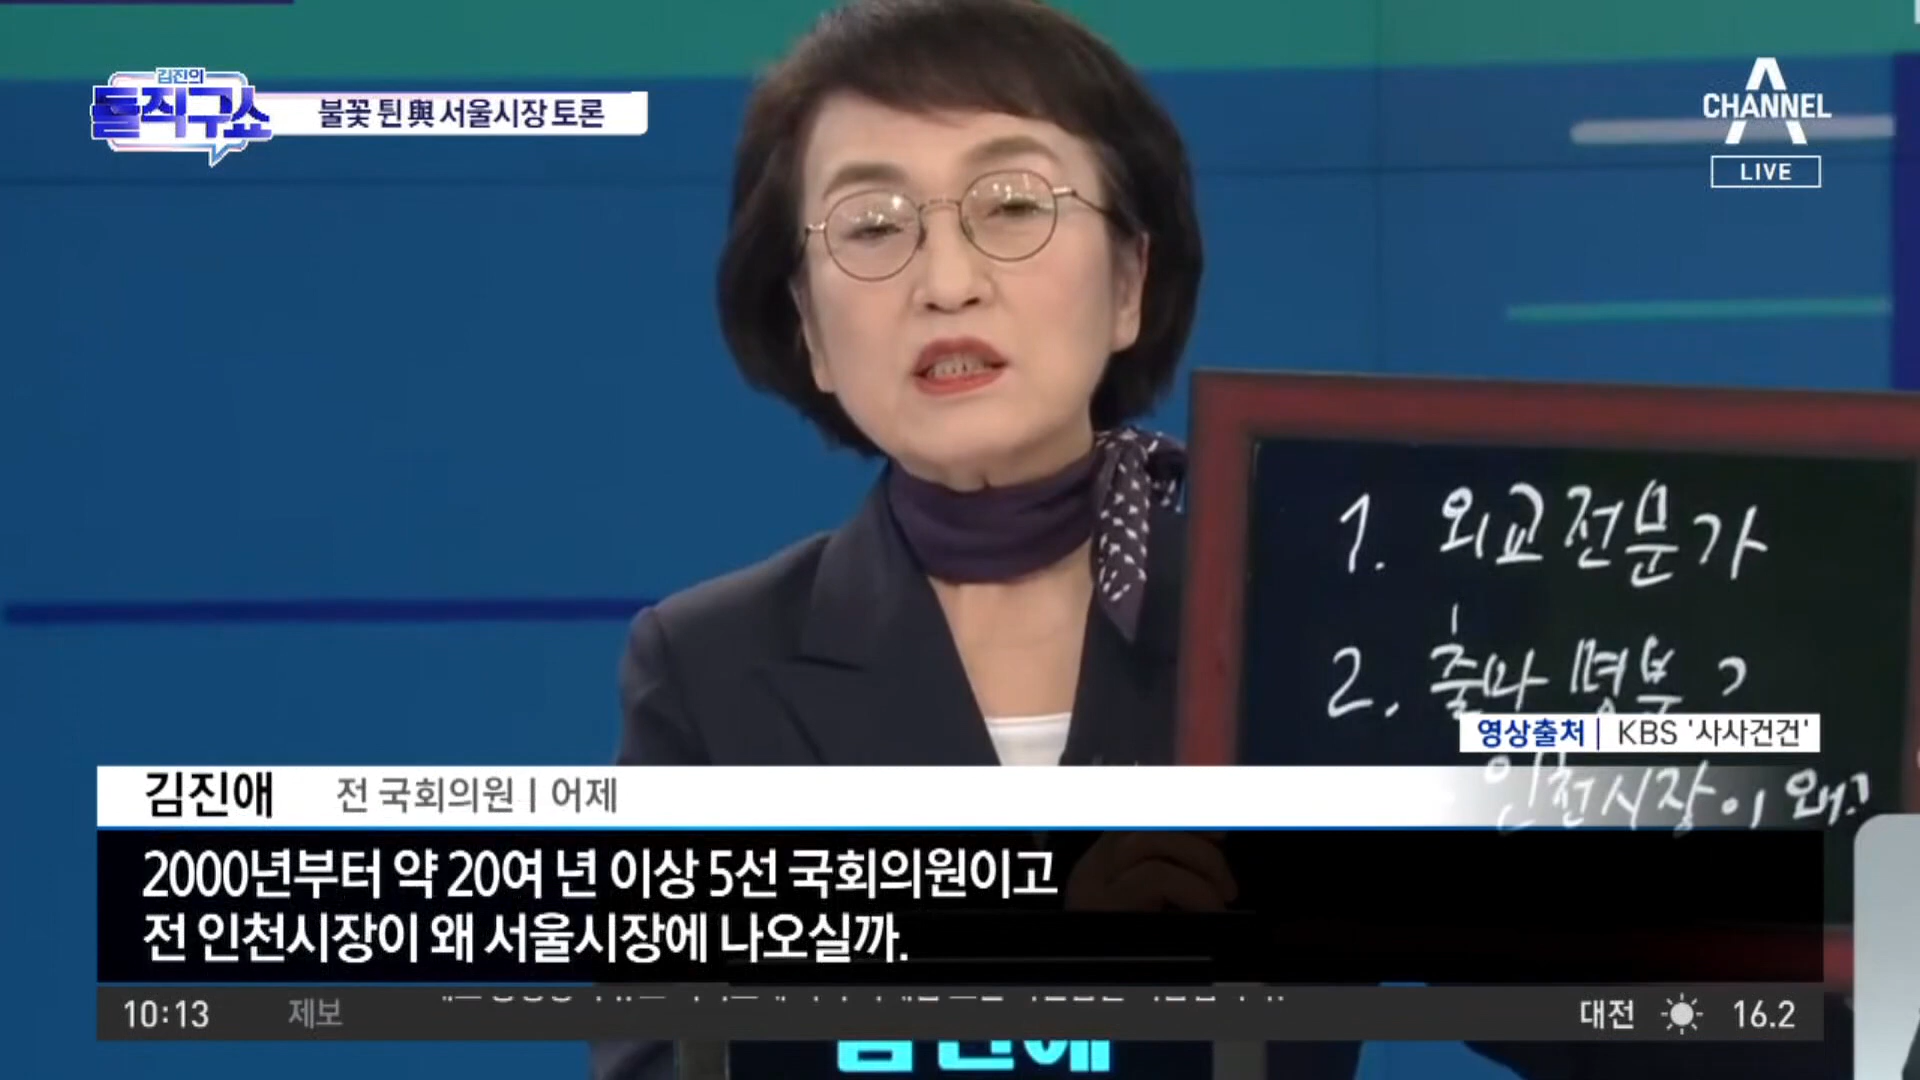 김진의
돌직구쇼
불꽃 튄 與 서울시장 토론
CHANNEL A
LIVE
1. 외교전문가
2. 출마 명분?
인천시장이 왜?
영상출처 | KBS '사사건건'
김진애 전 국회의원 | 어제
2000년부터 약 20여 년 이상 5선 국회의원이고
전 인천시장이 왜 서울시장에 나오실까.
10:13 제보 대전 16.2
김진애